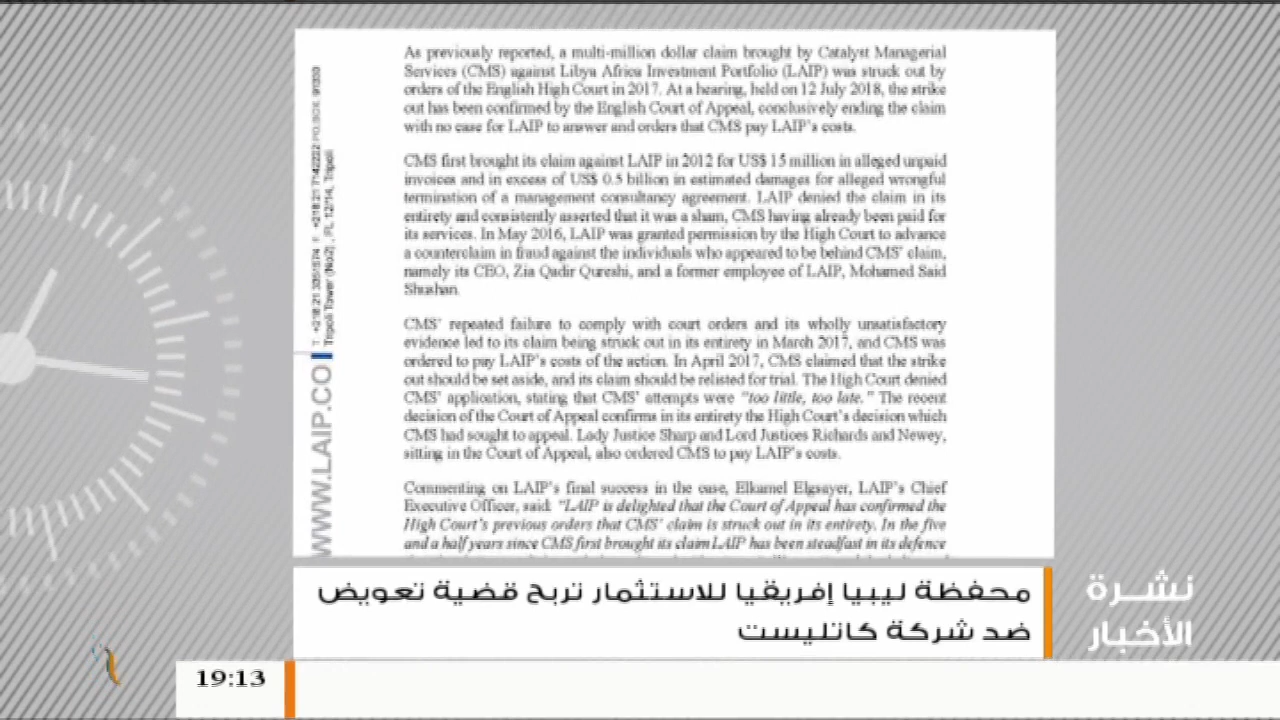 As previously reported, a multi-million dollar claim brought by Catalyst Managerial
Services (CMS) against Libya Africa Investment Portfolio (LAIP) was struck out by
orders of the English High Court in 2017. At a hearing, held on 12 July 2018, the strike
out has been confirmed by the English Court of Appeal, conclusively ending the claim
with no case for LAIP to answer and orders that CMS pay LAIP's costs.
CMS first brought its claim against LAIP in 2012 for US$ 15 million in alleged unpaid
invoices and in excess of US$ 0.5 billion in estimated damages for alleged wrongful
termination of a management consultancy agreement. LAIP denied the claim in its
entirety and consistently asserted that it was a sham, CMS having already been paid for
its services. In May 2016, LAIP was granted permission by the High Court to advance
a counterclaim in fraud against the individuals who appeared to be behind CMS' claim,
namely its CEO, Zia Qadir Qureshi, and a former employee of LAIP, Mohamed Said
Shushan.
CMS' repeated failure to comply with court orders and its wholly unsatisfactory
evidence led to its claim being struck out in its entirety in March 2017, and CMS was
ordered to pay LAIP's costs of the action. In April 2017, CMS claimed that the strike
out should be set aside, and its claim should be relisted for trial. The High Court denied
CMS' application, stating that CMS' attempts were "too little, too late." The recent
decision of the Court of Appeal confirms in its entirety the High Court's decision which
CMS had sought to appeal. Lady Justice Sharp and Lord Justices Richards and Newey,
sitting in the Court of Appeal, also ordered CMS to pay LAIP's costs.
Commenting on LAIP's final success in the case, Elkamel Elgsayer, LAIP's Chief
Executive Officer, said: "LAIP is delighted that the Court of Appeal has confirmed the
High Court's previous orders that CMS' claim is struck out in its entirety. In the five
and a half years since CMS first brought its claim LAIP has been steadfast in its defence
WWW.LAIP.CO
Tripoli Tower (No2) , FL 12/14, Tripoli
محفظة ليبيا إفريقيا للاستثمار تربح قضية تعويض
ضد شركة كاتليست
نشرة
الأخبار
19:13